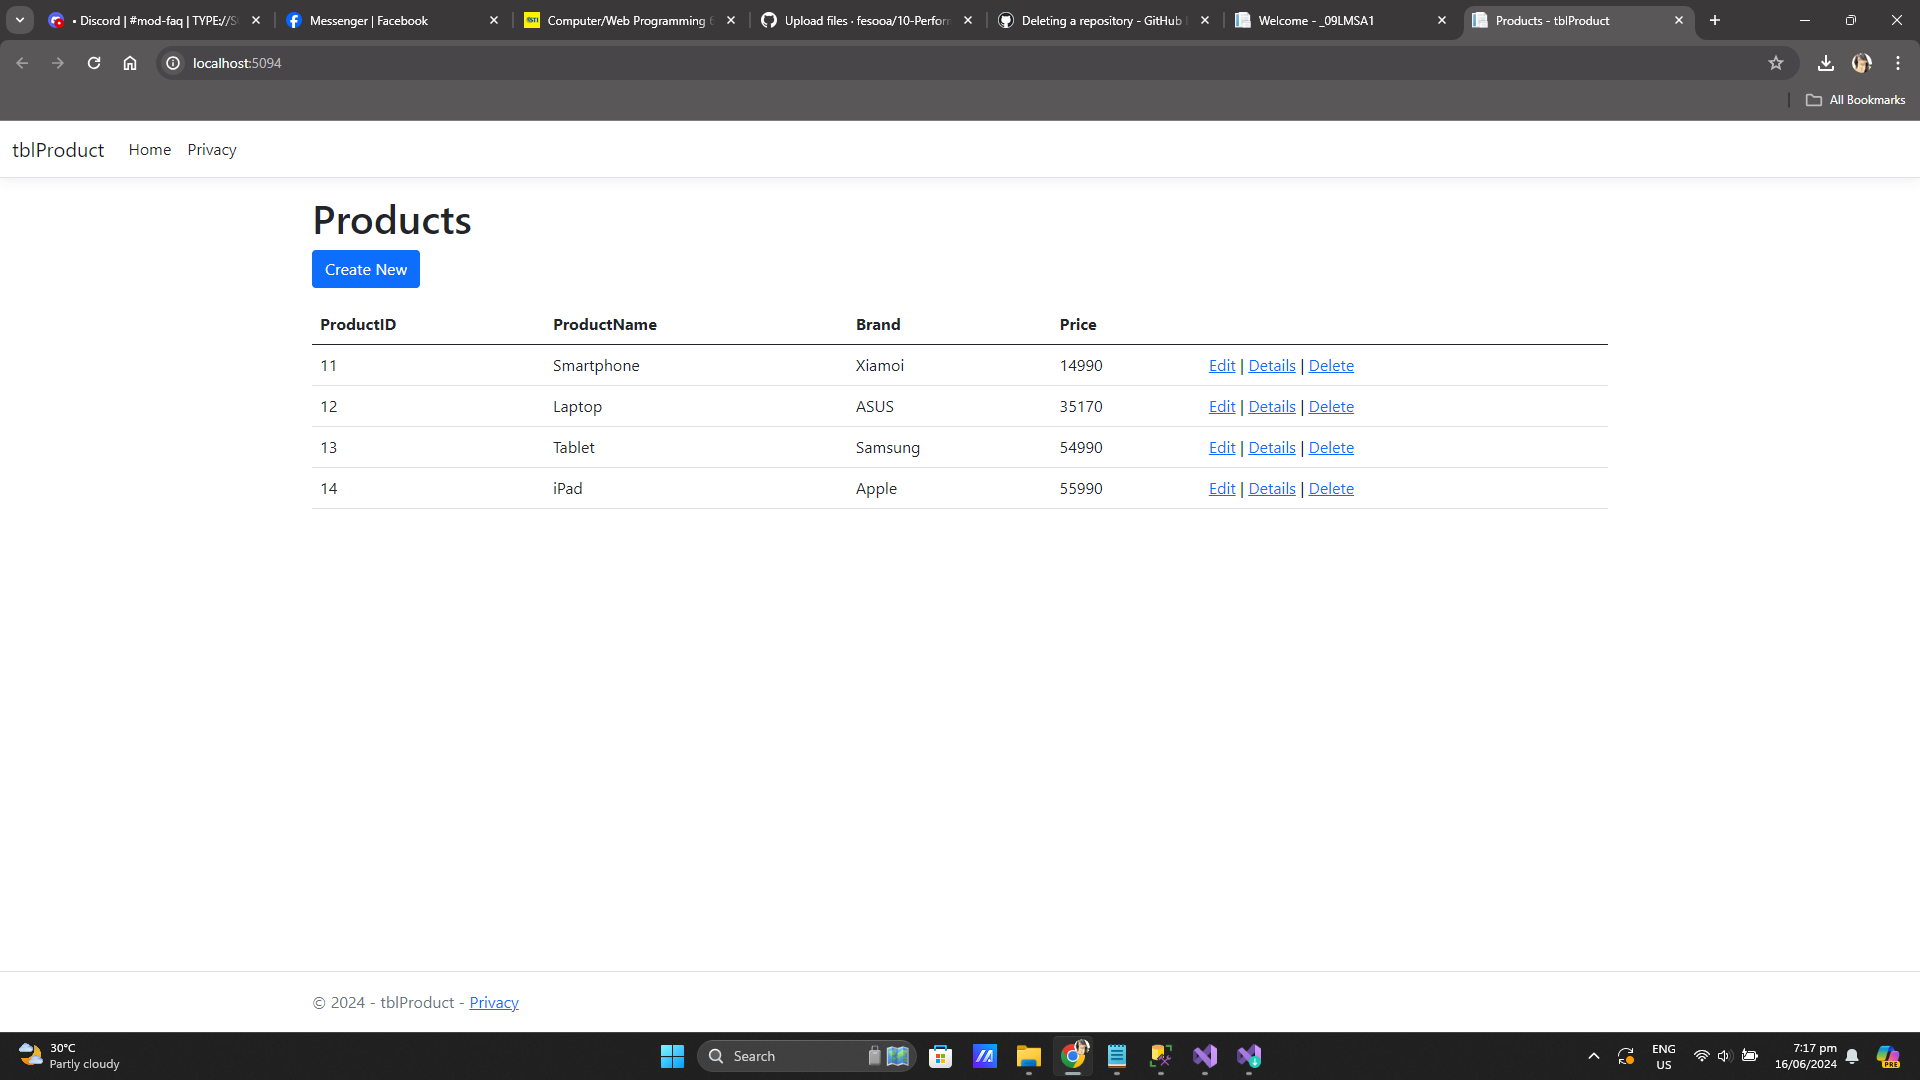 • Discord | #mod-faq | TYPE://S
Messenger | Facebook
Computer/Web Programming
Upload files · fesooa/10-Perform
Deleting a repository - GitHub
Welcome - _09LMSA1
Products - tblProduct
localhost:5094
All Bookmarks
tblProduct Home Privacy
Products
Create New
ProductID ProductName Brand Price
11 Smartphone Xiamoi 14990 Edit | Details | Delete
12 Laptop ASUS 35170 Edit | Details | Delete
13 Tablet Samsung 54990 Edit | Details | Delete
14 iPad Apple 55990 Edit | Details | Delete
© 2024 - tblProduct - Privacy
30°C
Partly cloudy
Search
ENG
US
7:17 pm
16/06/2024
PRE